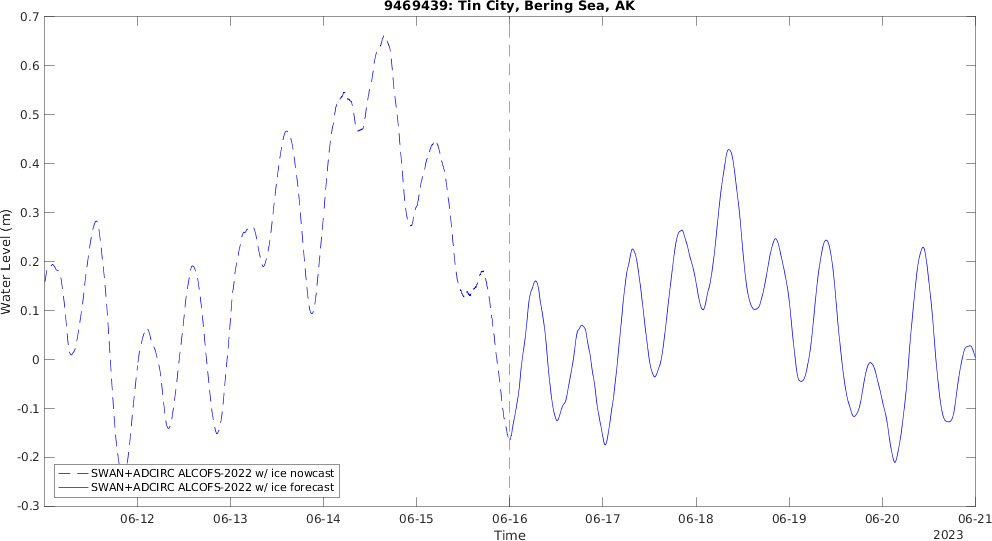 9469439: Tin City, Bering Sea, AK
Water Level (m)
0.7
0.6
0.5
0.4
0.3
0.2
0.1
0
-0.1
-0.2
-0.3
SWAN+ADCIRC ALCOFS-2022 w/ ice nowcast
SWAN+ADCIRC ALCOFS-2022 w/ ice forecast
06-12 06-13 06-14 06-15 06-16 06-17 06-18 06-19 06-20 06-21
Time
2023